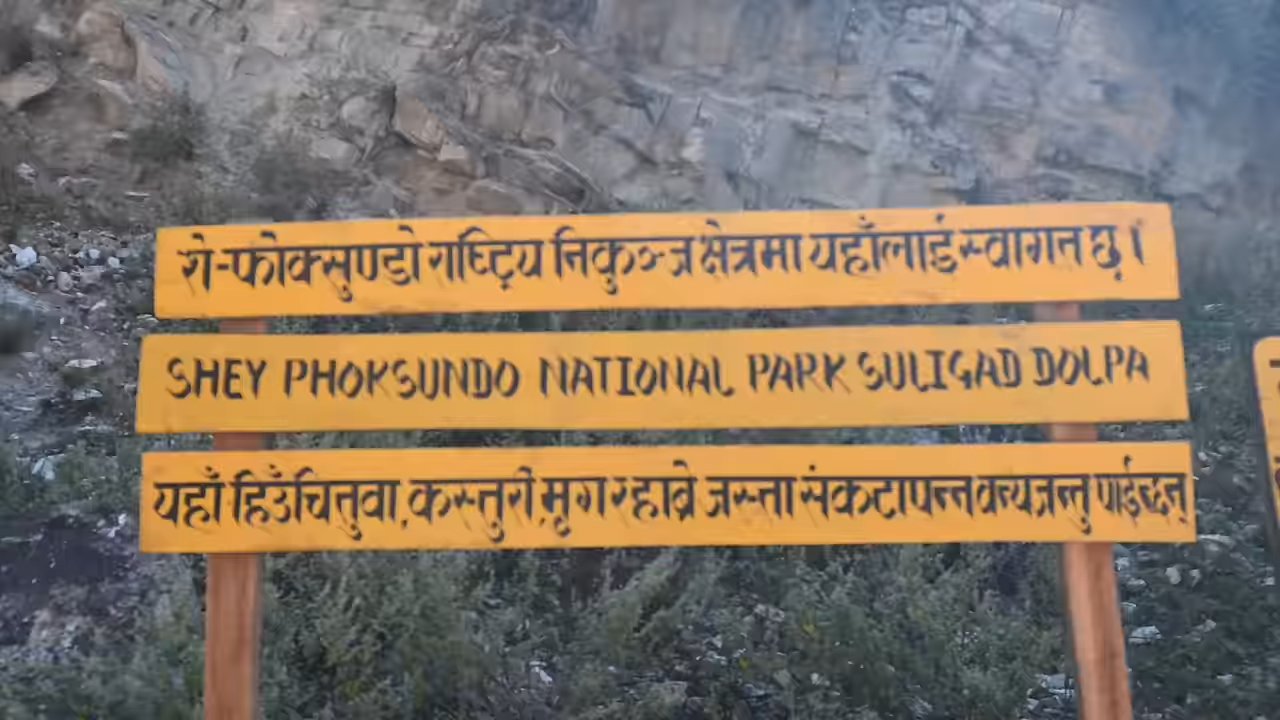 शे-फोक्सुण्डो राष्ट्रिय निकुञ्ज क्षेत्रमा यहाँलाई स्वागत छ।
SHEY PHOKSUNDO NATIONAL PARK SULIGAD DOLPA
यहाँ हिउँचितुवा,कस्तुरी,मृग र हाब्रे जस्ता संकटापन्न वन्यजन्तु पाईन्छन्